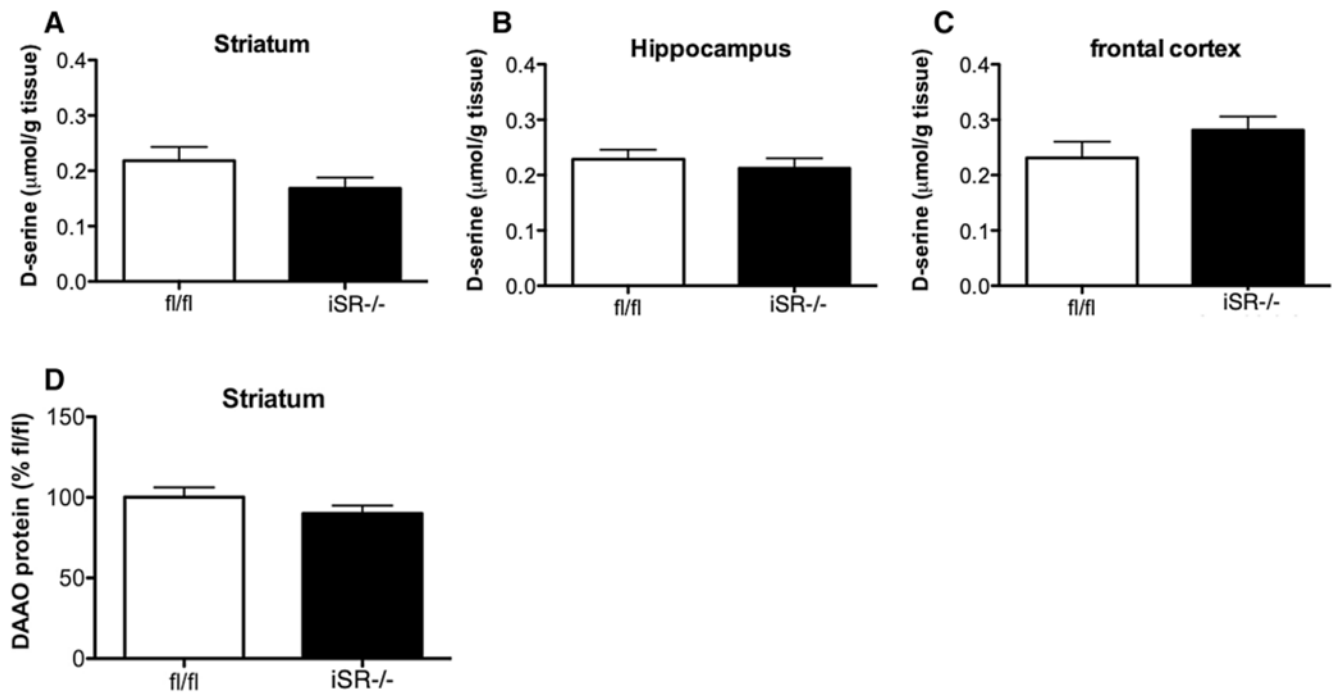 A
Striatum
D-serine (μmol/g tissue)
0.4
0.3
0.2
0.1
0.0
fl/fl
iSR-/-
B
Hippocampus
D-serine (μmol/g tissue)
0.4
0.3
0.2
0.1
0.0
fl/fl
iSR-/-
C
frontal cortex
D-serine (μmol/g tissue)
0.4
0.3
0.2
0.1
0.0
fl/fl
iSR-/-
D
Striatum
DAAO protein (% fl/fl)
150
100
50
0
fl/fl
iSR-/-